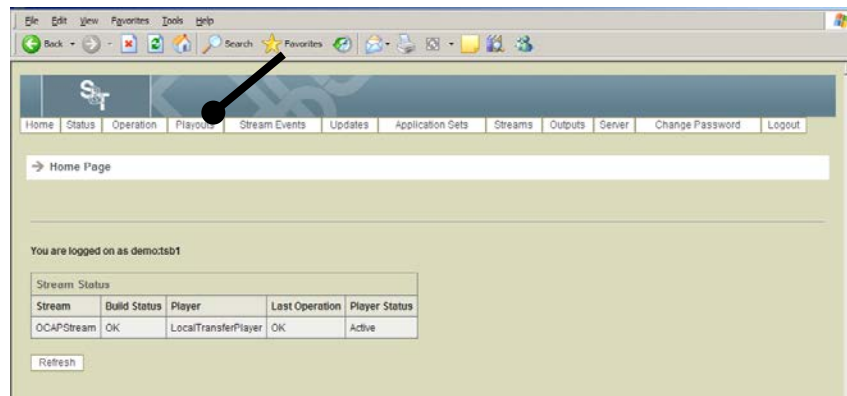 File Edit View Favorites Tools Help
Back Search Favorites
S&T
Home Status Operation Playouts Stream Events Updates Application Sets Streams Outputs Server Change Password Logout
→ Home Page
You are logged on as demo:tsb1
Stream Status
Stream Build Status Player Last Operation Player Status
OCAPStream OK LocalTransferPlayer OK Active
Refresh